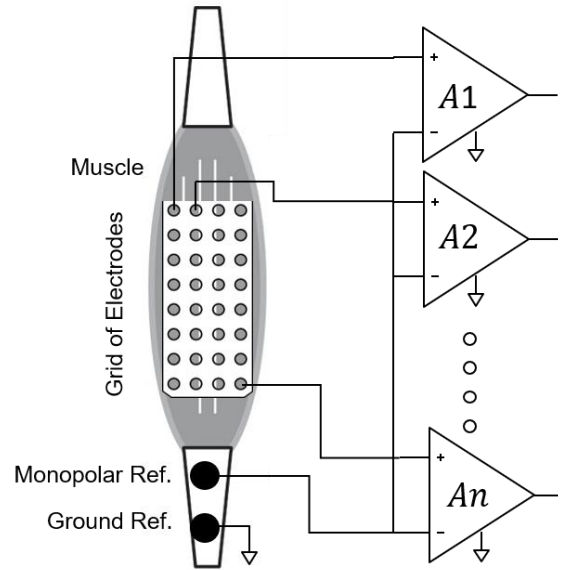 A1
+
−
Muscle
Grid of Electrodes
A2
+
−
An
+
−
Monopolar Ref.
Ground Ref.